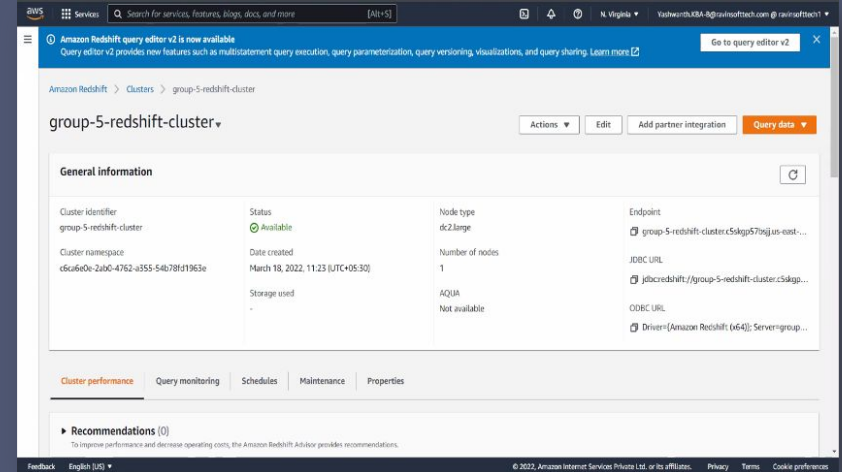 aws
Services
Search for services, features, blogs, docs, and more
[Alt+S]
N. Virginia
Yashwanth.KBA-B@ravinsofttech.com @ ravinsofttech1
Amazon Redshift query editor v2 is now available
Query editor v2 provides new features such as multistatement query execution, query parameterization, query versioning, visualizations, and query sharing. Learn more
Go to query editor v2
Amazon Redshift > Clusters > group-5-redshift-cluster
group-5-redshift-cluster
Actions
Edit
Add partner integration
Query data
General information
Cluster identifier
group-5-redshift-cluster
Cluster namespace
c6ca6e0e-2ab0-4762-a355-54b78fd1963e
Status
Available
Date created
March 18, 2022, 11:23 (UTC+05:30)
Storage used
-
Node type
dc2.large
Number of nodes
1
AQUA
Not available
Endpoint
group-5-redshift-cluster.c5skgp57bsjj.us-east-...
JDBC URL
jdbc:redshift://group-5-redshift-cluster.c5skgp...
ODBC URL
Driver={Amazon Redshift (x64)}; Server=group...
Cluster performance
Query monitoring
Schedules
Maintenance
Properties
Recommendations (0)
To improve performance and decrease operating costs, the Amazon Redshift Advisor provides recommendations.
Feedback
English (US)
© 2022, Amazon Internet Services Private Ltd. or its affiliates.
Privacy
Terms
Cookie preferences